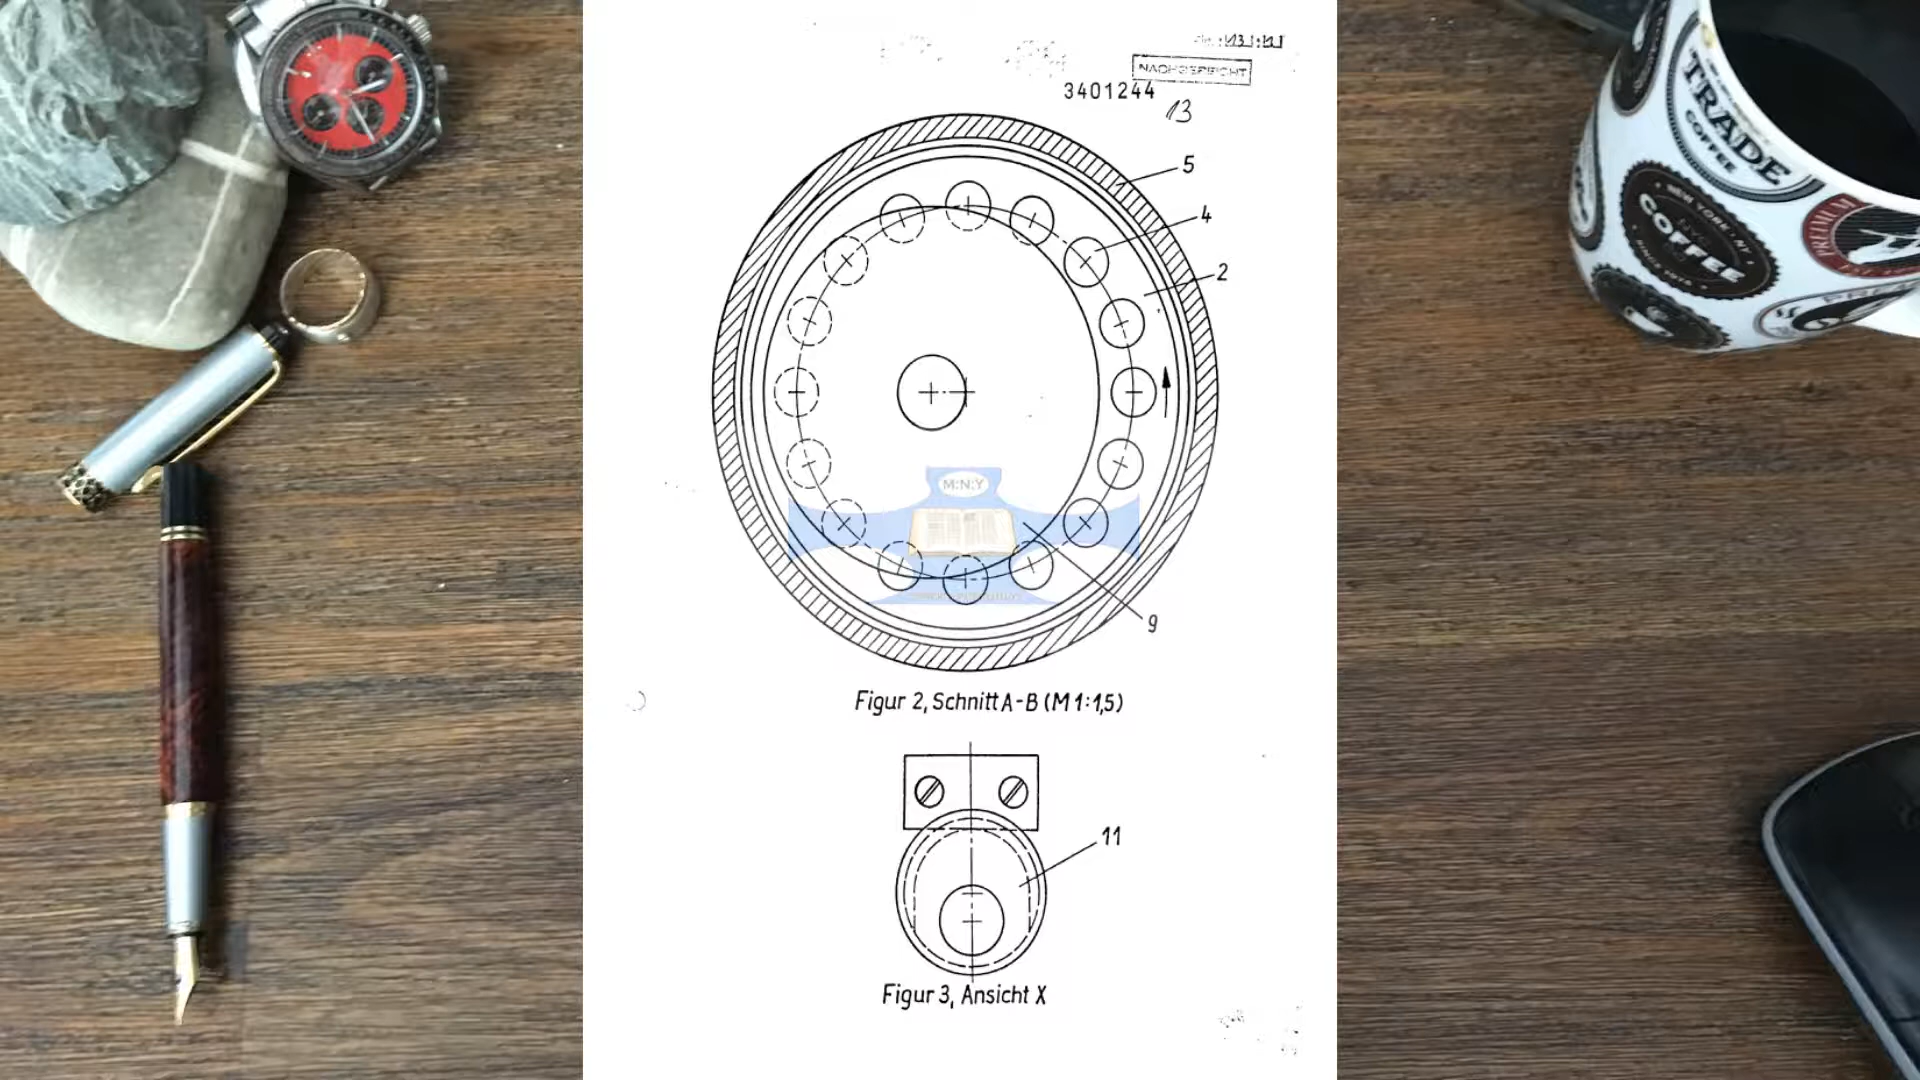 NACHGEREICHT
3401244
13
5
4
2
M:N:Y
9
Figur 2, Schnitt A-B (M 1:1,5)
11
Figur 3, Ansicht X
TRADE
COFFEE
NEW YORK • NY
COFFEE
PREMIUM